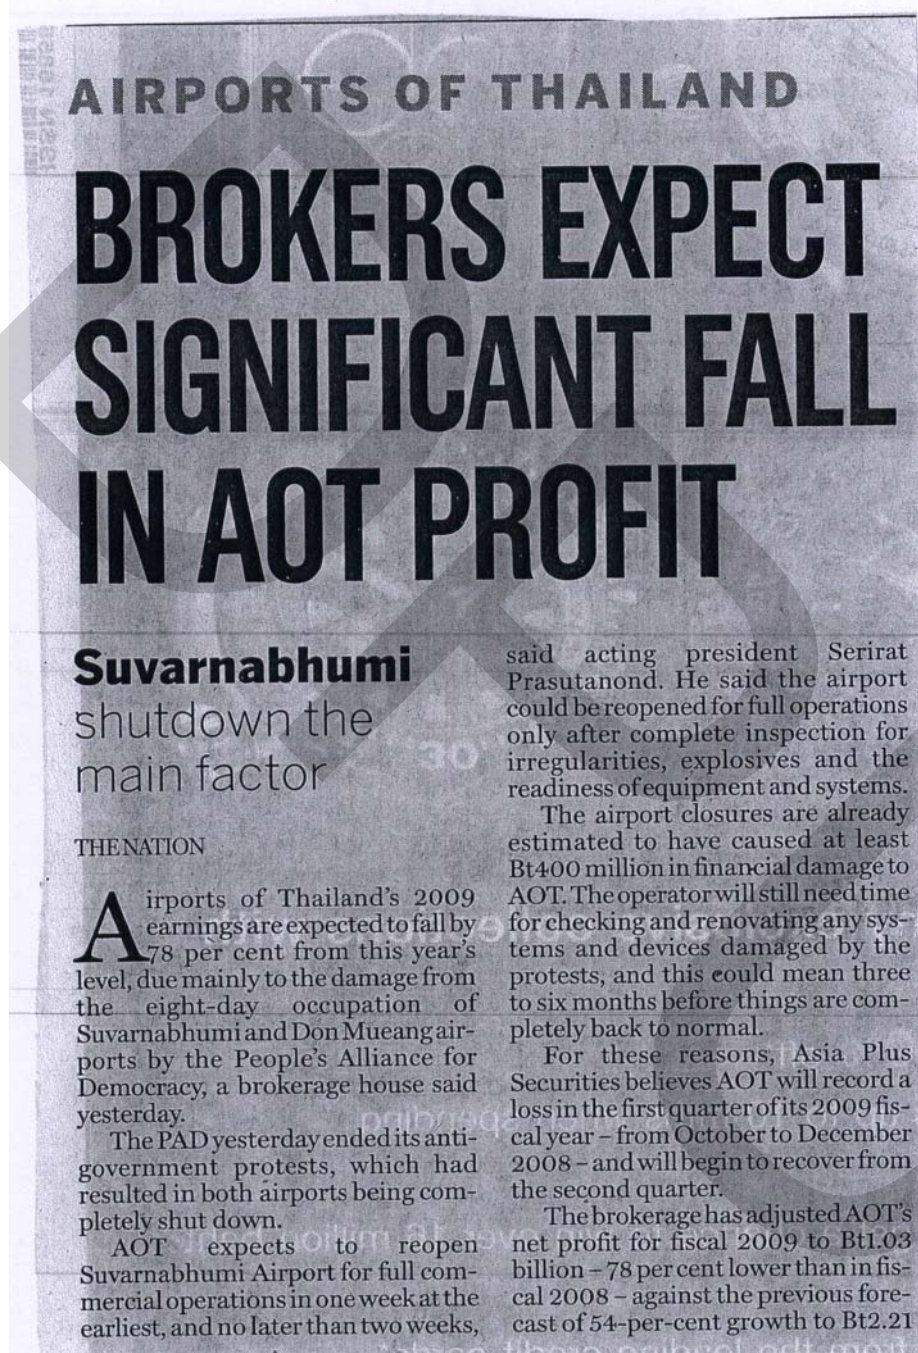 AIRPORTS OF THAILAND
BROKERS EXPECT
SIGNIFICANT FALL
IN AOT PROFIT
Suvarnabhumi
shutdown the
main factor
THE NATION
Airports of Thailand's 2009
earnings are expected to fall by
78 per cent from this year's
level, due mainly to the damage from
the eight-day occupation of
Suvarnabhumi and Don Mueang air-
ports by the People's Alliance for
Democracy, a brokerage house said
yesterday.
The PAD yesterday ended its anti-
government protests, which had
resulted in both airports being com-
pletely shut down.
AOT expects to reopen
Suvarnabhumi Airport for full com-
mercial operations in one week at the
earliest, and no later than two weeks,
said acting president Serirat
Prasutanond. He said the airport
could be reopened for full operations
only after complete inspection for
irregularities, explosives and the
readiness of equipment and systems.
The airport closures are already
estimated to have caused at least
Bt400 million in financial damage to
AOT. The operator will still need time
for checking and renovating any sys-
tems and devices damaged by the
protests, and this could mean three
to six months before things are com-
pletely back to normal.
For these reasons, Asia Plus
Securities believes AOT will record a
loss in the first quarter of its 2009 fis-
cal year – from October to December
2008 – and will begin to recover from
the second quarter.
The brokerage has adjusted AOT's
net profit for fiscal 2009 to Bt1.03
billion – 78 per cent lower than in fis-
cal 2008 – against the previous fore-
cast of 54-per-cent growth to Bt2.21